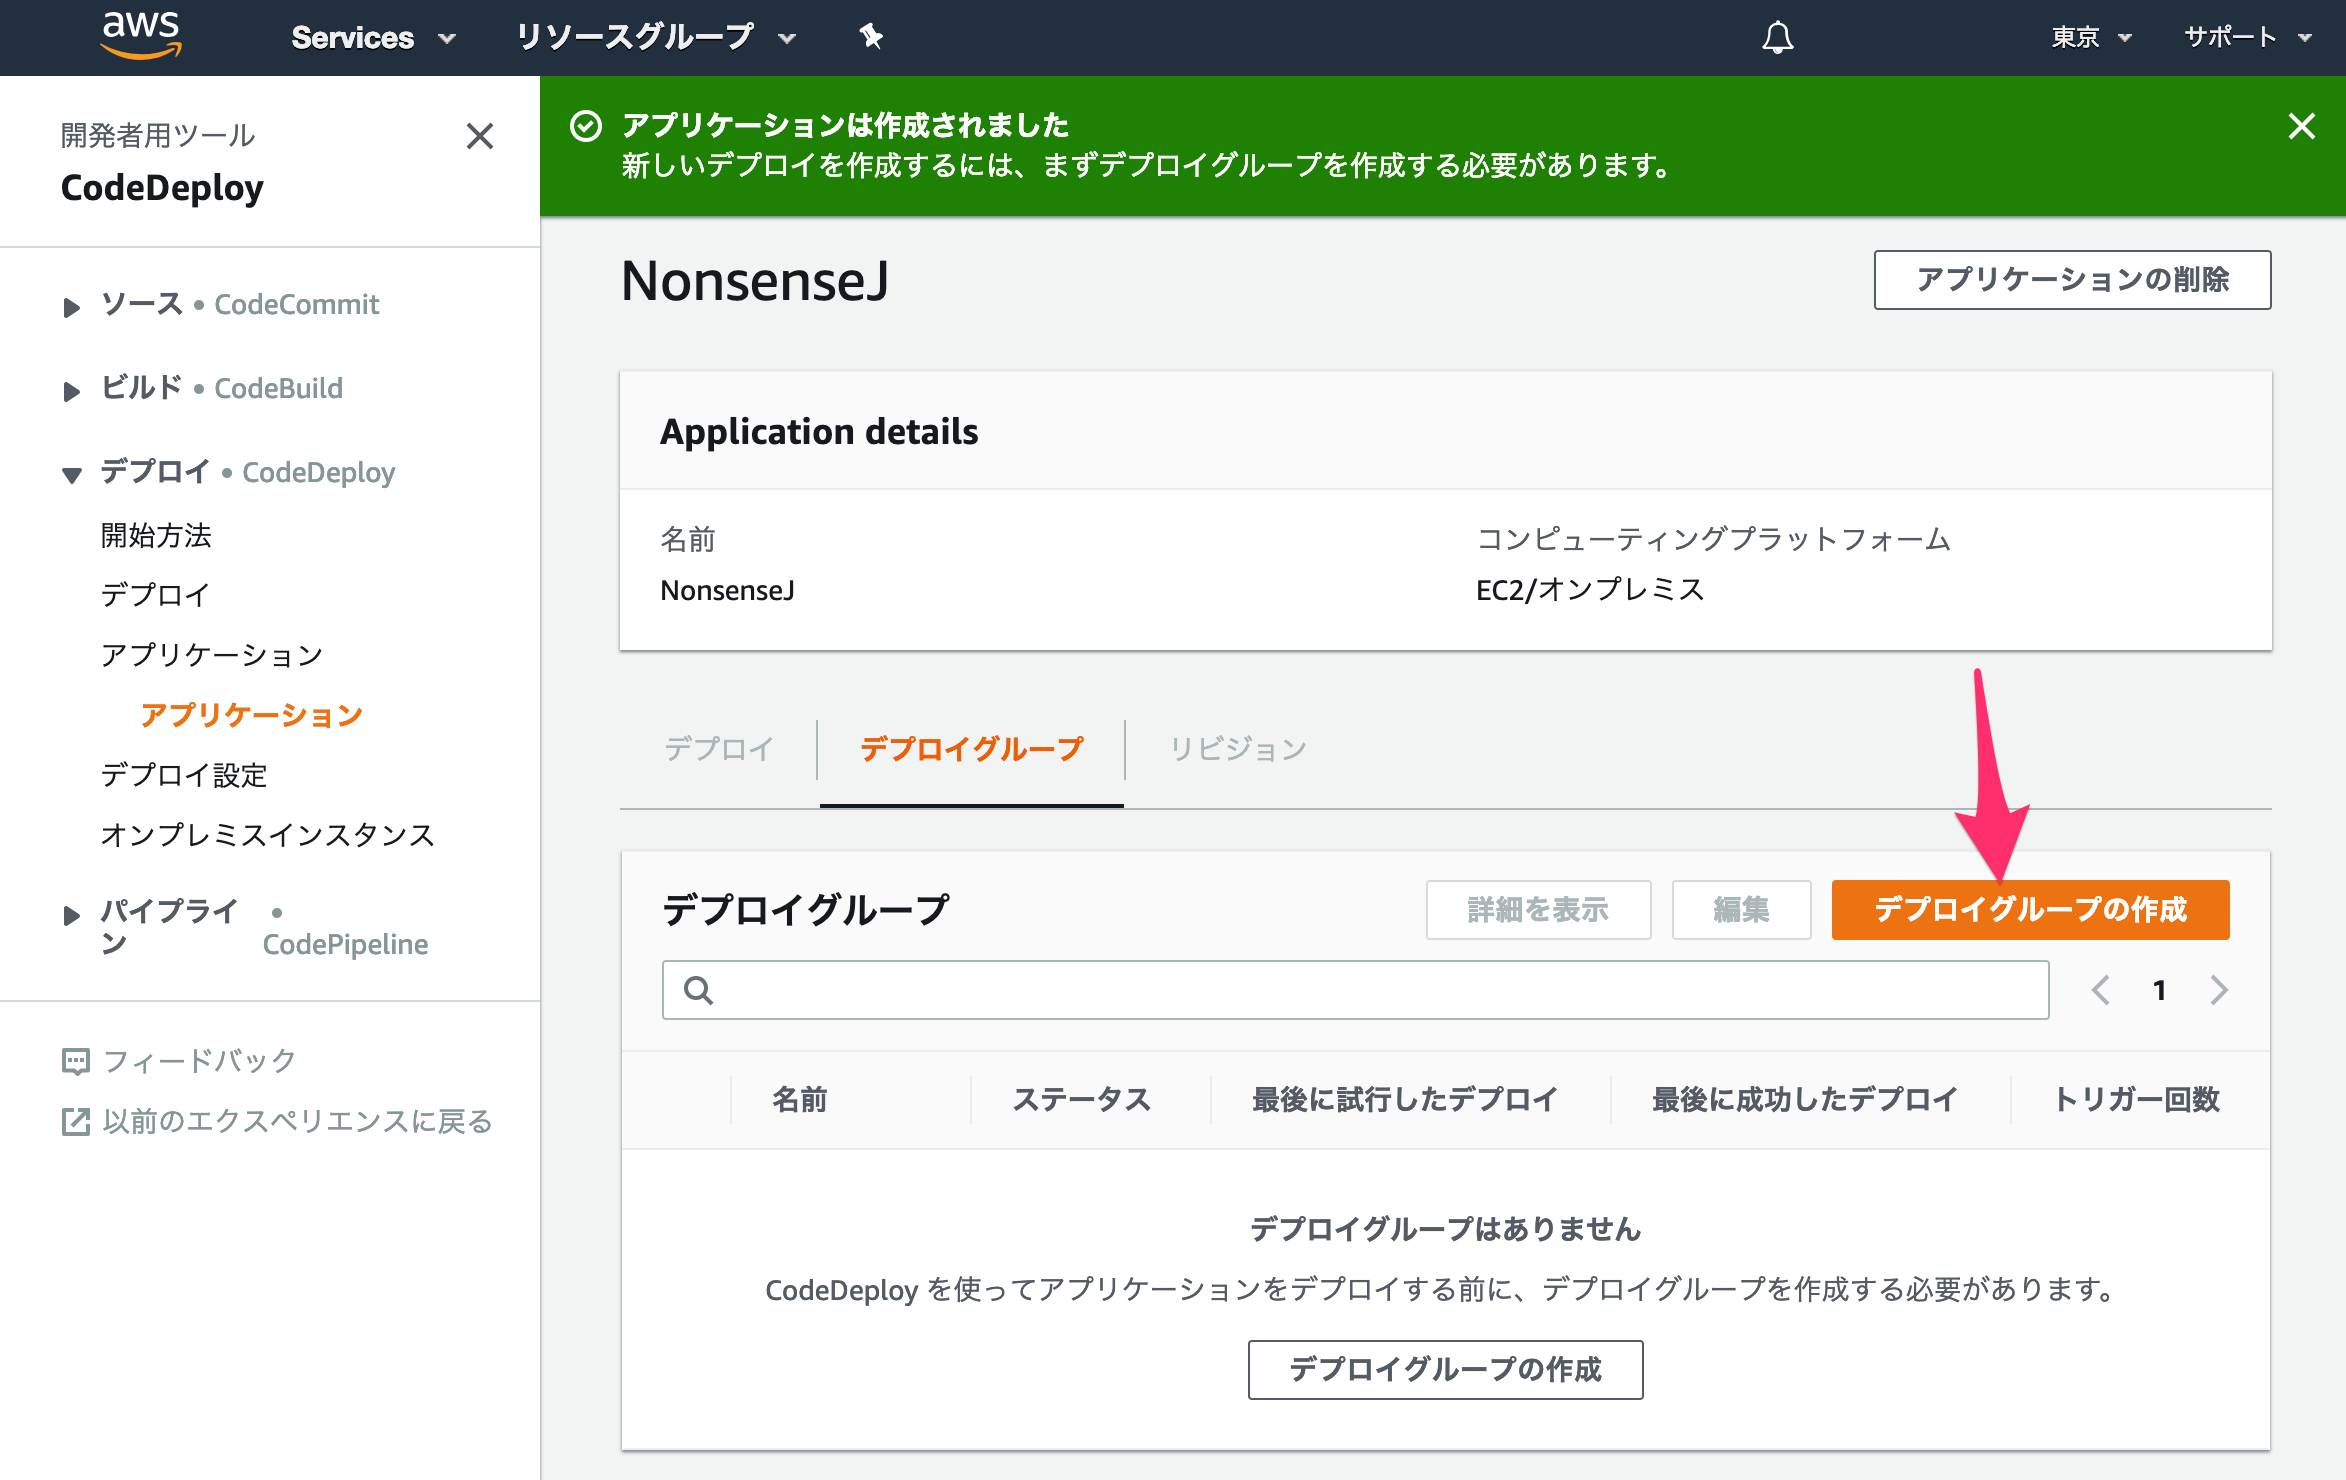 aws
Services
リソースグループ
東京
サポート
開発者用ツール
CodeDeploy
ソース • CodeCommit
ビルド • CodeBuild
デプロイ • CodeDeploy
開始方法
デプロイ
アプリケーション
アプリケーション
デプロイ設定
オンプレミスインスタンス
パイプライ •
ン CodePipeline
フィードバック
以前のエクスペリエンスに戻る
アプリケーションは作成されました
新しいデプロイを作成するには、まずデプロイグループを作成する必要があります。
NonsenseJ
アプリケーションの削除
Application details
名前
NonsenseJ
コンピューティングプラットフォーム
EC2/オンプレミス
デプロイ
デプロイグループ
リビジョン
デプロイグループ
詳細を表示
編集
デプロイグループの作成
1
名前
ステータス
最後に試行したデプロイ
最後に成功したデプロイ
トリガー回数
デプロイグループはありません
CodeDeploy を使ってアプリケーションをデプロイする前に、デプロイグループを作成する必要があります。
デプロイグループの作成